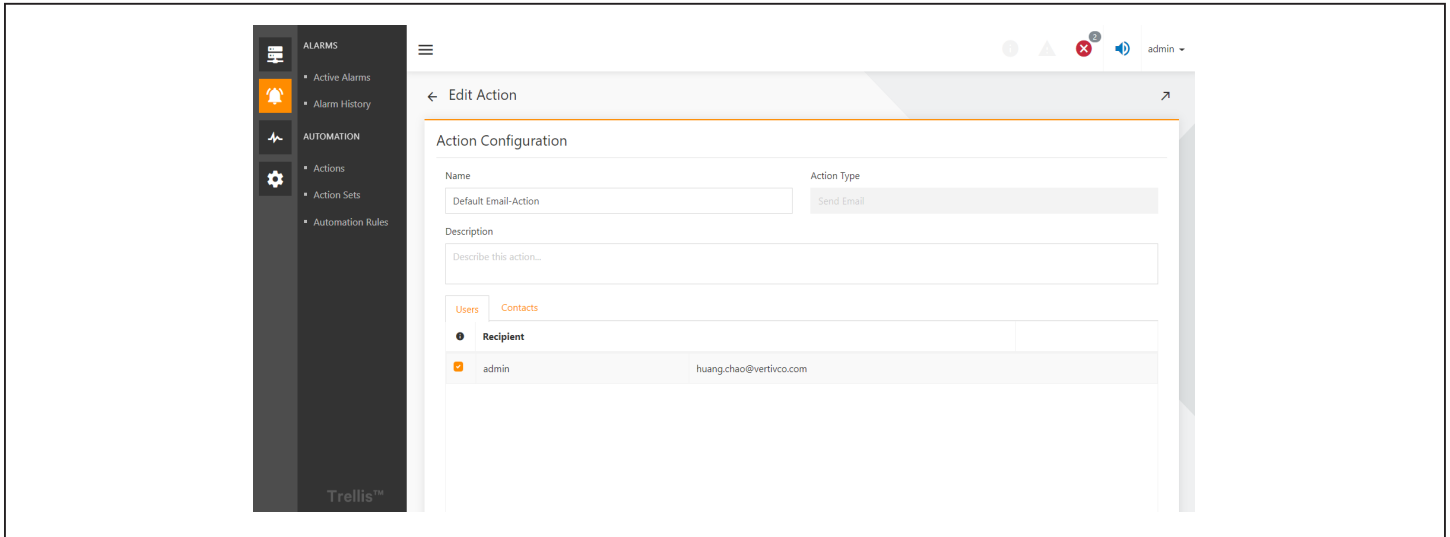 ALARMS
Active Alarms
Alarm History
AUTOMATION
Actions
Action Sets
Automation Rules
Trellis™
2
admin
Edit Action
Action Configuration
Name
Action Type
Default Email-Action
Send Email
Description
Describe this action...
Users
Contacts
Recipient
admin
huang.chao@vertivco.com